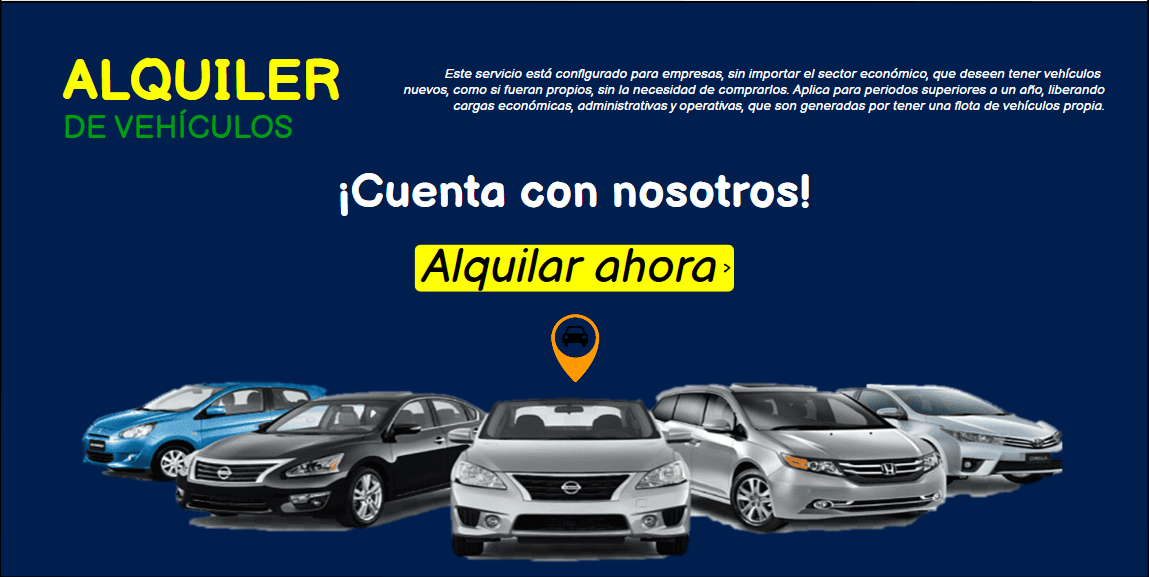 ALQUILER
DE VEHÍCULOS
Este servicio está configurado para empresas, sin importar el sector económico, que deseen tener vehículos
nuevos, como si fueran propios, sin la necesidad de comprarlos. Aplica para periodos superiores a un año, liberando
cargas económicas, administrativas y operativas, que son generadas por tener una flota de vehículos propia.
¡Cuenta con nosotros!
Alquilar ahora >
COROLLA